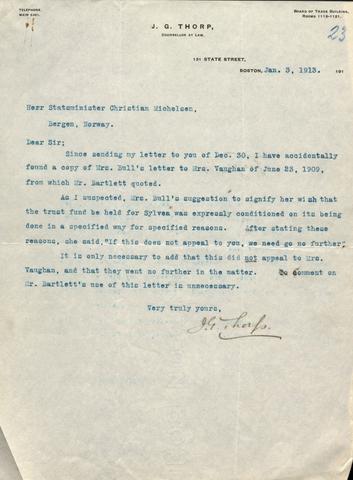 TELEPHONE
MAIN 5461.
J. G. THORP,
COUNSELLOR AT LAW,
BOARD OF TRADE BUILDING,
ROOMS 1119-1121.
23
131 STATE STREET,
BOSTON, Jan. 3, 1913. 191
Herr Statsminister Christian Michelsen,
Bergen, Norway.
Dear Sir;
Since sending my letter to you of Dec. 30, I have accidentally
found a copy of Mrs. Bull's letter to Mrs. Vaughan of June 23, 1909,
from which Mr. Bartlett quoted.
As I suspected, Mrs. Bull's suggestion to signify her wish that
the trust fund be held for Sylvea was expressly conditioned on its being
done in a specified way for specified reasons. After stating these
reasons, she said, "If this does not appeal to you, we need go no further."
It is only necessary to add that this did not appeal to Mrs.
Vaughan, and that they went no further in the matter. No comment on
Mr. Bartlett's use of this letter is unnecessary.
Very truly yours,
J G Thorp.